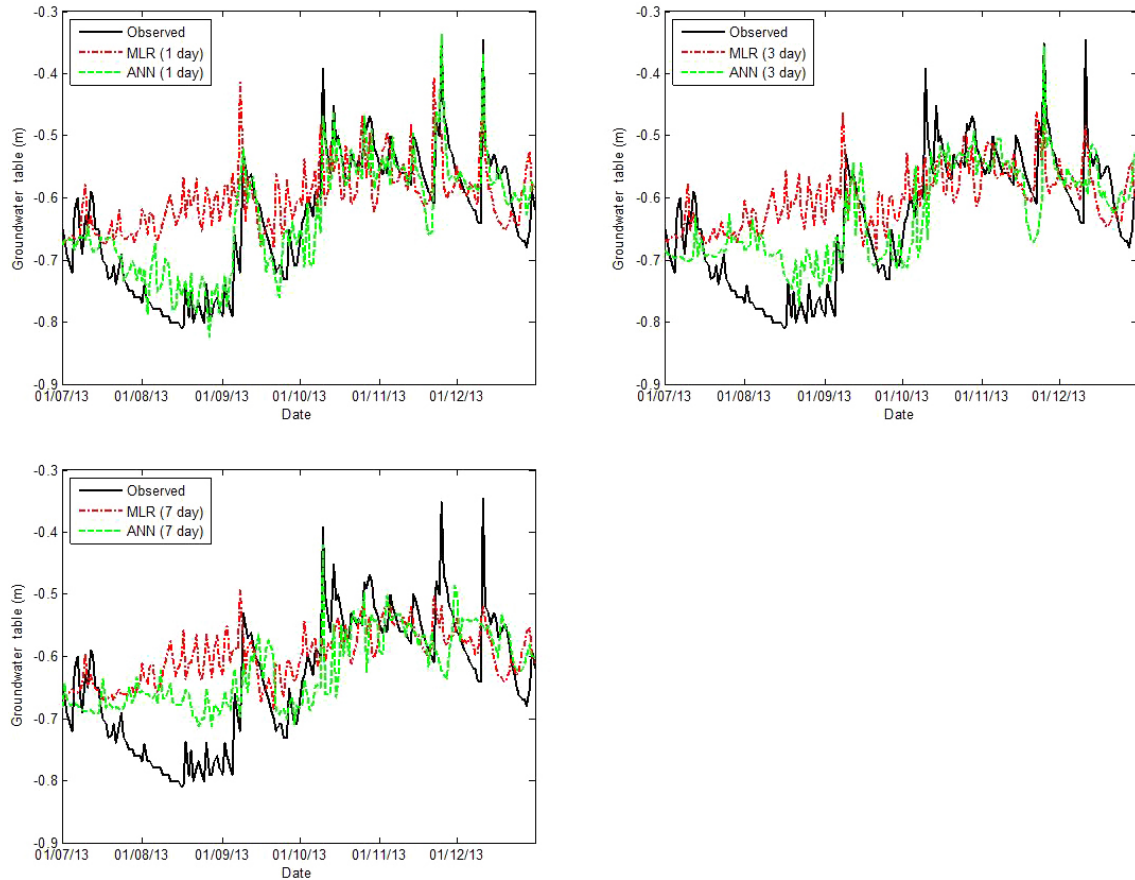 -0.3
-0.4
-0.5
-0.6
-0.7
-0.8
-0.9
Groundwater table (m)
Observed
MLR (1 day)
ANN (1 day)
01/07/13 01/08/13 01/09/13 01/10/13 01/11/13 01/12/13
Date
-0.3
-0.4
-0.5
-0.6
-0.7
-0.8
-0.9
Groundwater table (m)
Observed
MLR (3 day)
ANN (3 day)
01/07/13 01/08/13 01/09/13 01/10/13 01/11/13 01/12/13
Date
-0.3
-0.4
-0.5
-0.6
-0.7
-0.8
-0.9
Groundwater table (m)
Observed
MLR (7 day)
ANN (7 day)
01/07/13 01/08/13 01/09/13 01/10/13 01/11/13 01/12/13
Date